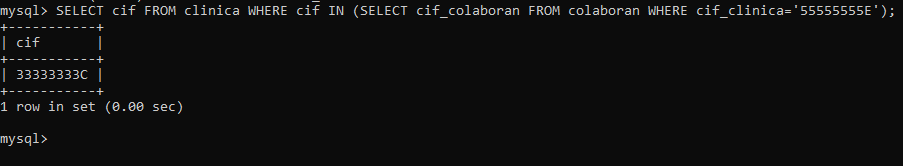 mysql> SELECT cif FROM clinica WHERE cif IN (SELECT cif_colaboran FROM colaboran WHERE cif_clinica='55555555E');
+-----------+
| cif       |
+-----------+
| 33333333C |
+-----------+
1 row in set (0.00 sec)
mysql>